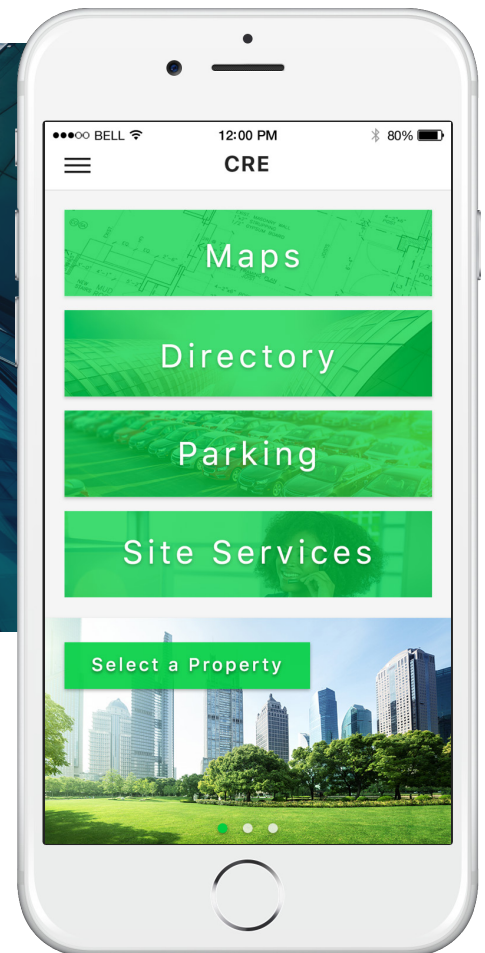 BELL 12:00 PM 80%
CRE
Maps
Directory
Parking
Site Services
Select a Property